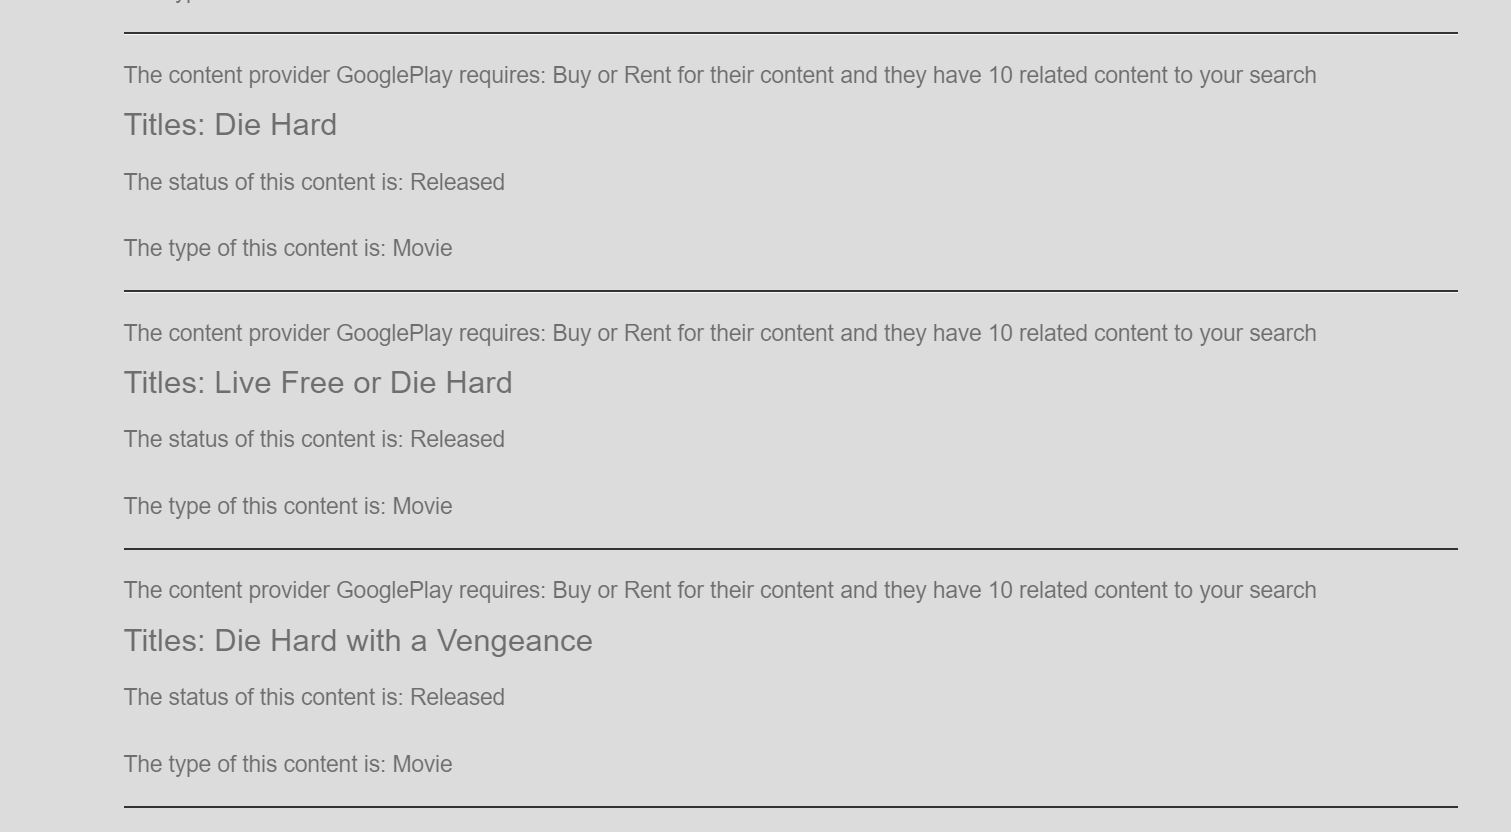 The content provider GooglePlay requires: Buy or Rent for their content and they have 10 related content to your search
Titles: Die Hard
The status of this content is: Released
The type of this content is: Movie
The content provider GooglePlay requires: Buy or Rent for their content and they have 10 related content to your search
Titles: Live Free or Die Hard
The status of this content is: Released
The type of this content is: Movie
The content provider GooglePlay requires: Buy or Rent for their content and they have 10 related content to your search
Titles: Die Hard with a Vengeance
The status of this content is: Released
The type of this content is: Movie